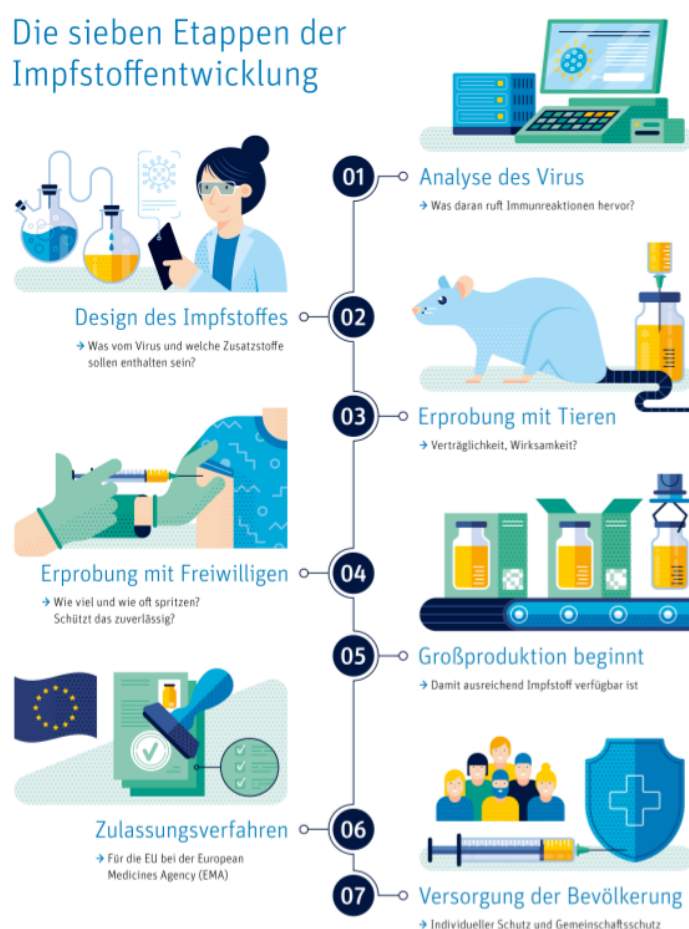 Die sieben Etappen der
Impfstoffentwicklung
01
Analyse des Virus
→ Was daran ruft Immunreaktionen hervor?
Design des Impfstoffes
02
→ Was vom Virus und welche Zusatzstoffe
sollen enthalten sein?
03
Erprobung mit Tieren
→ Verträglichkeit, Wirksamkeit?
Erprobung mit Freiwilligen
04
→ Wie viel und wie oft spritzen?
Schützt das zuverlässig?
05
Großproduktion beginnt
→ Damit ausreichend Impfstoff verfügbar ist
Zulassungsverfahren
06
→ Für die EU bei der European
Medicines Agency (EMA)
07
Versorgung der Bevölkerung
→ Individueller Schutz und Gemeinschaftsschutz